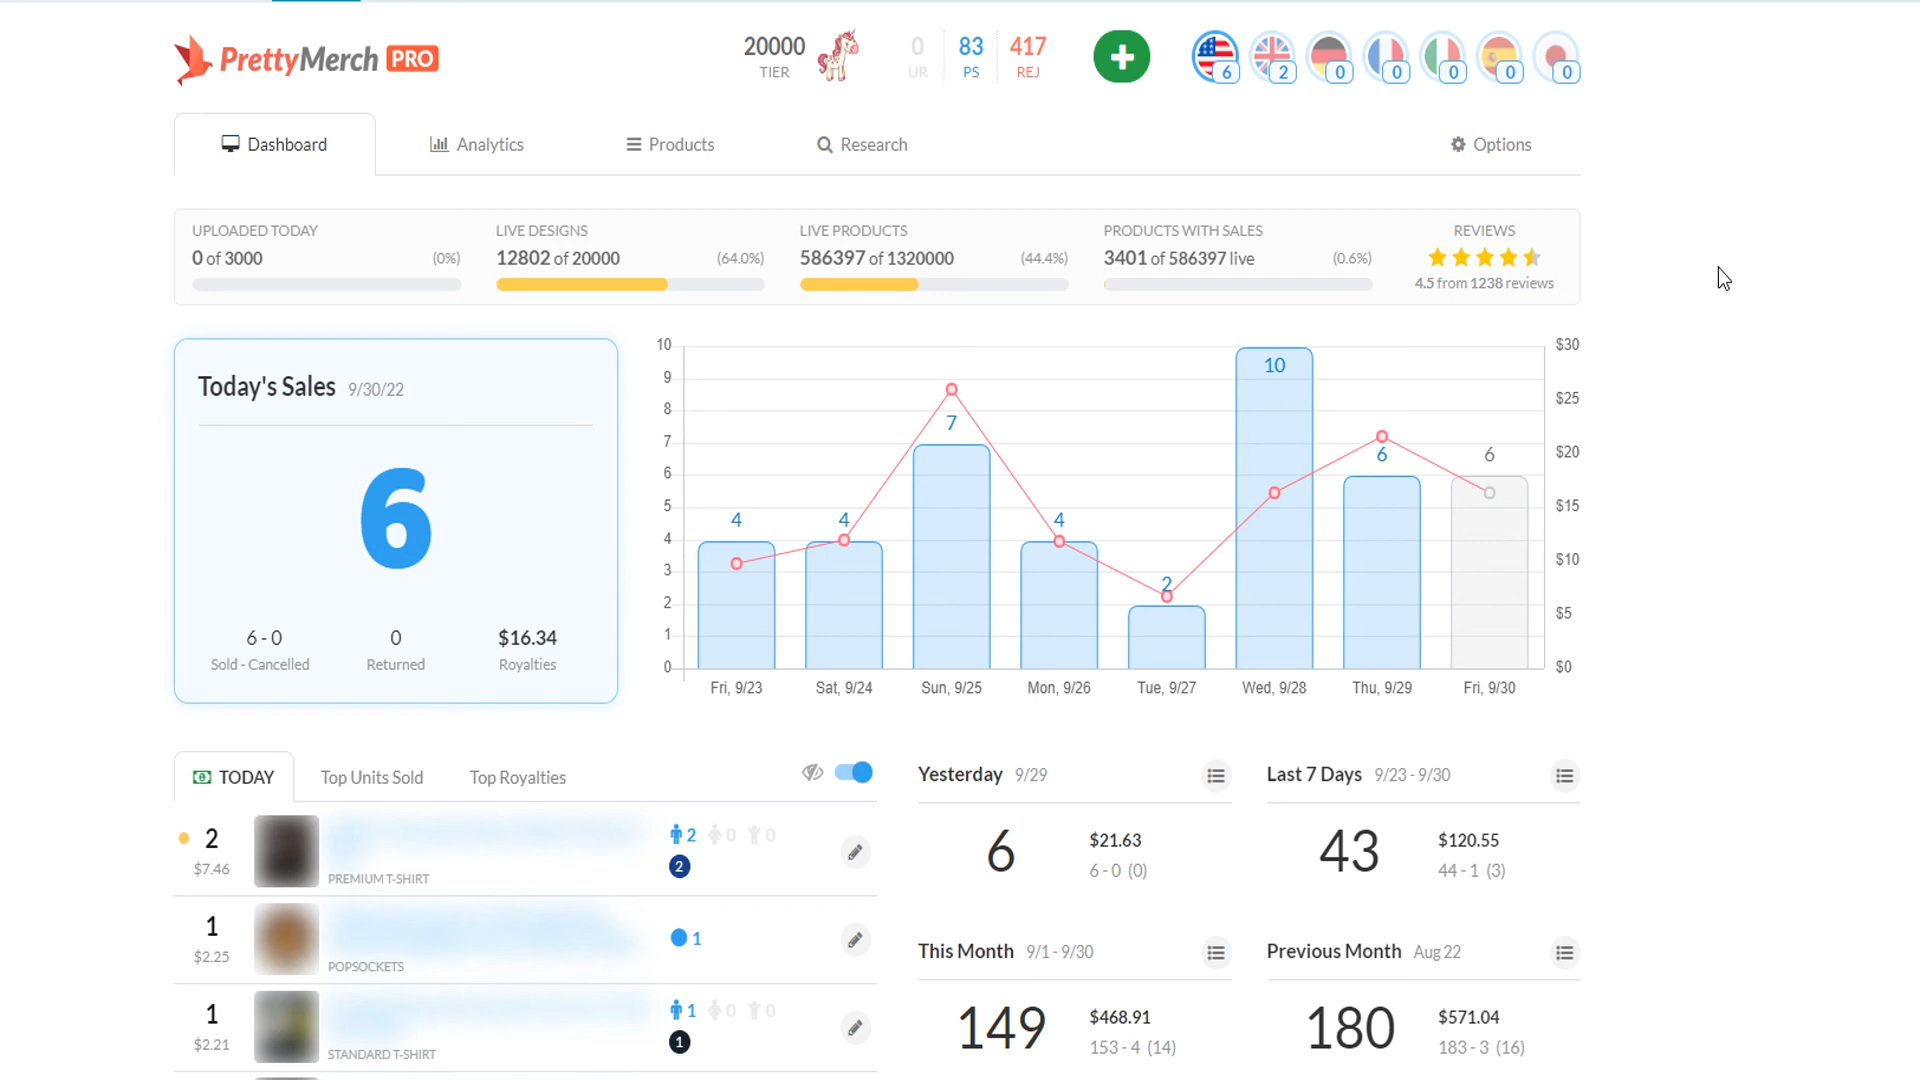 PrettyMerch PRO
20000 TIER
0 UR
83 PS
417 REJ
6
2
0
0
0
0
0
Dashboard
Analytics
Products
Research
Options
UPLOADED TODAY
0 of 3000 (0%)
LIVE DESIGNS
12802 of 20000 (64.0%)
LIVE PRODUCTS
586397 of 1320000 (44.4%)
PRODUCTS WITH SALES
3401 of 586397 live (0.6%)
REVIEWS
4.5 from 1238 reviews
Today's Sales 9/30/22
6
6 - 0
Sold - Cancelled
0
Returned
$16.34
Royalties
10
9
8
7
6
5
4
3
2
1
0
4
4
7
4
2
10
6
6
$30
$25
$20
$15
$10
$5
$0
Fri, 9/23
Sat, 9/24
Sun, 9/25
Mon, 9/26
Tue, 9/27
Wed, 9/28
Thu, 9/29
Fri, 9/30
TODAY
Top Units Sold
Top Royalties
2
$7.46
PREMIUM T-SHIRT
2 0 0
2
1
$2.25
POPSOCKETS
1
1
$2.21
STANDARD T-SHIRT
1 0 0
1
Yesterday 9/29
6
$21.63
6 - 0 (0)
Last 7 Days 9/23 - 9/30
43
$120.55
44 - 1 (3)
This Month 9/1 - 9/30
149
$468.91
153 - 4 (14)
Previous Month Aug 22
180
$571.04
183 - 3 (16)